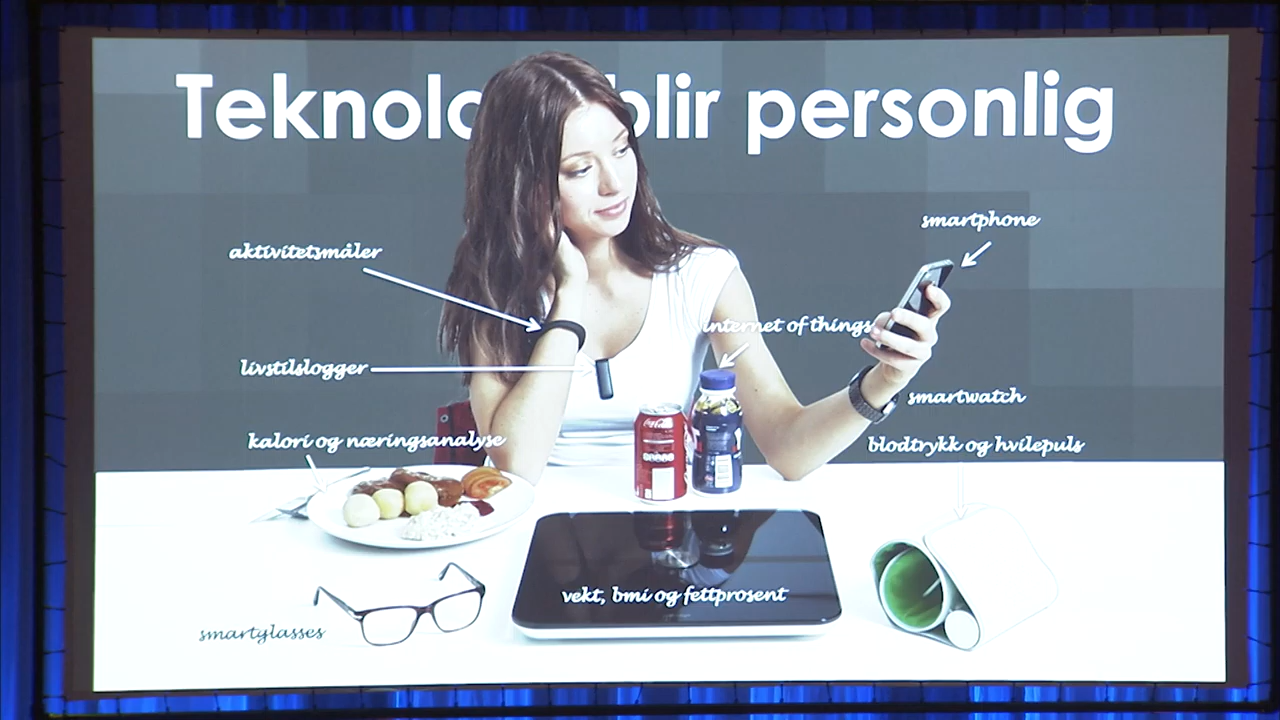 Teknolo blir personlig
smartphone
aktivitetsmåler
internet of things
livstilslogger
smartwatch
kalori og næringsanalyse
blodtrykk og hvilepuls
vekt, bmi og fettprosent
smartglasses